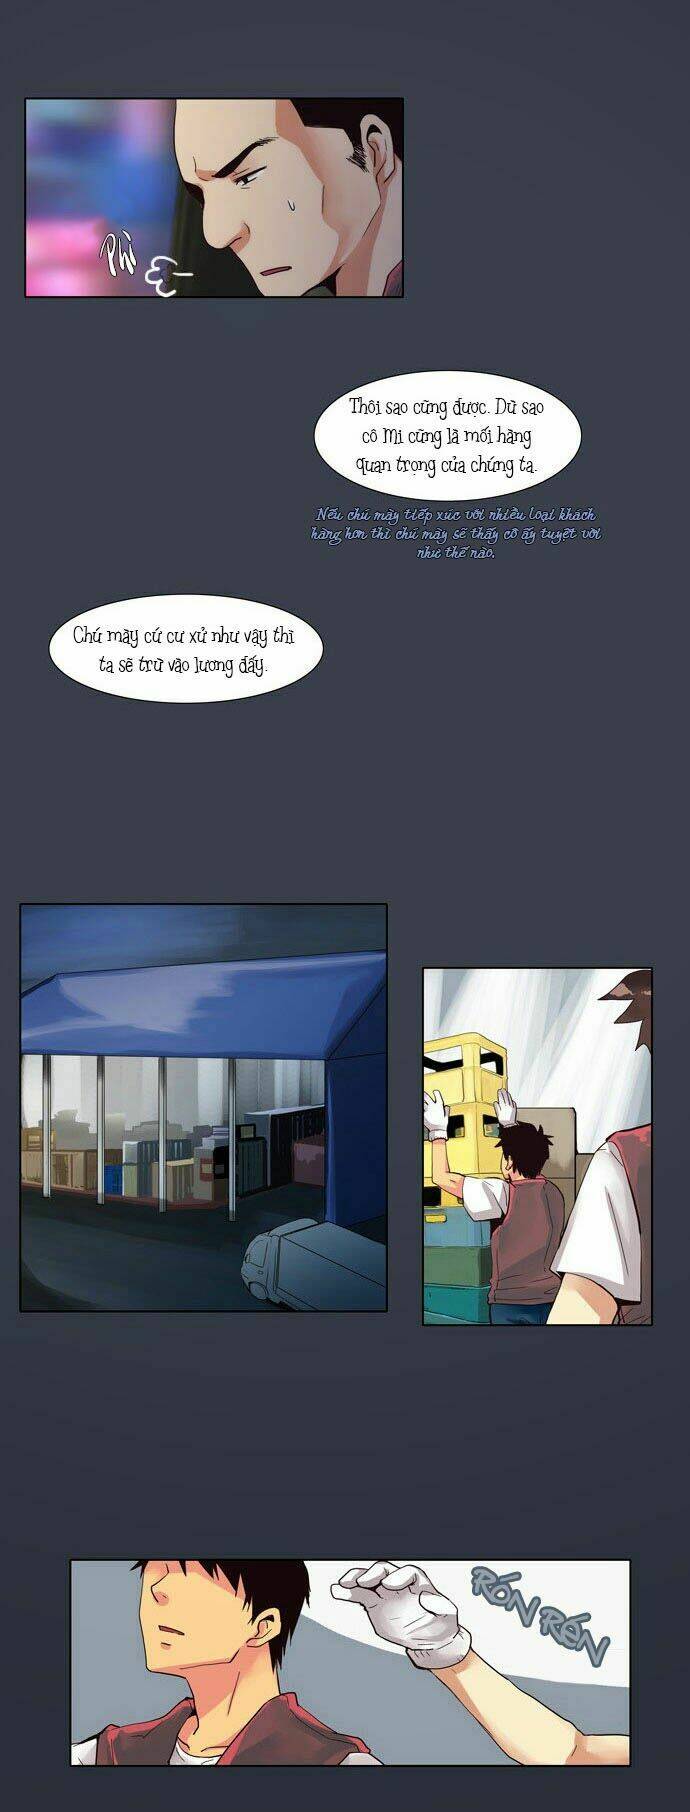 Phì
Thôi sao cũng được. Dù sao
cô Mi cũng là mối hàng
quan trọng của chúng ta.
Nếu chú mày tiếp xúc với nhiều loại khách
hàng hơn thì chú mày sẽ thấy cô ấy tuyệt vời
như thế nào.
Chú mày cứ cư xử như vậy thì
ta sẽ trừ vào lương đấy.
RÓN RÉN